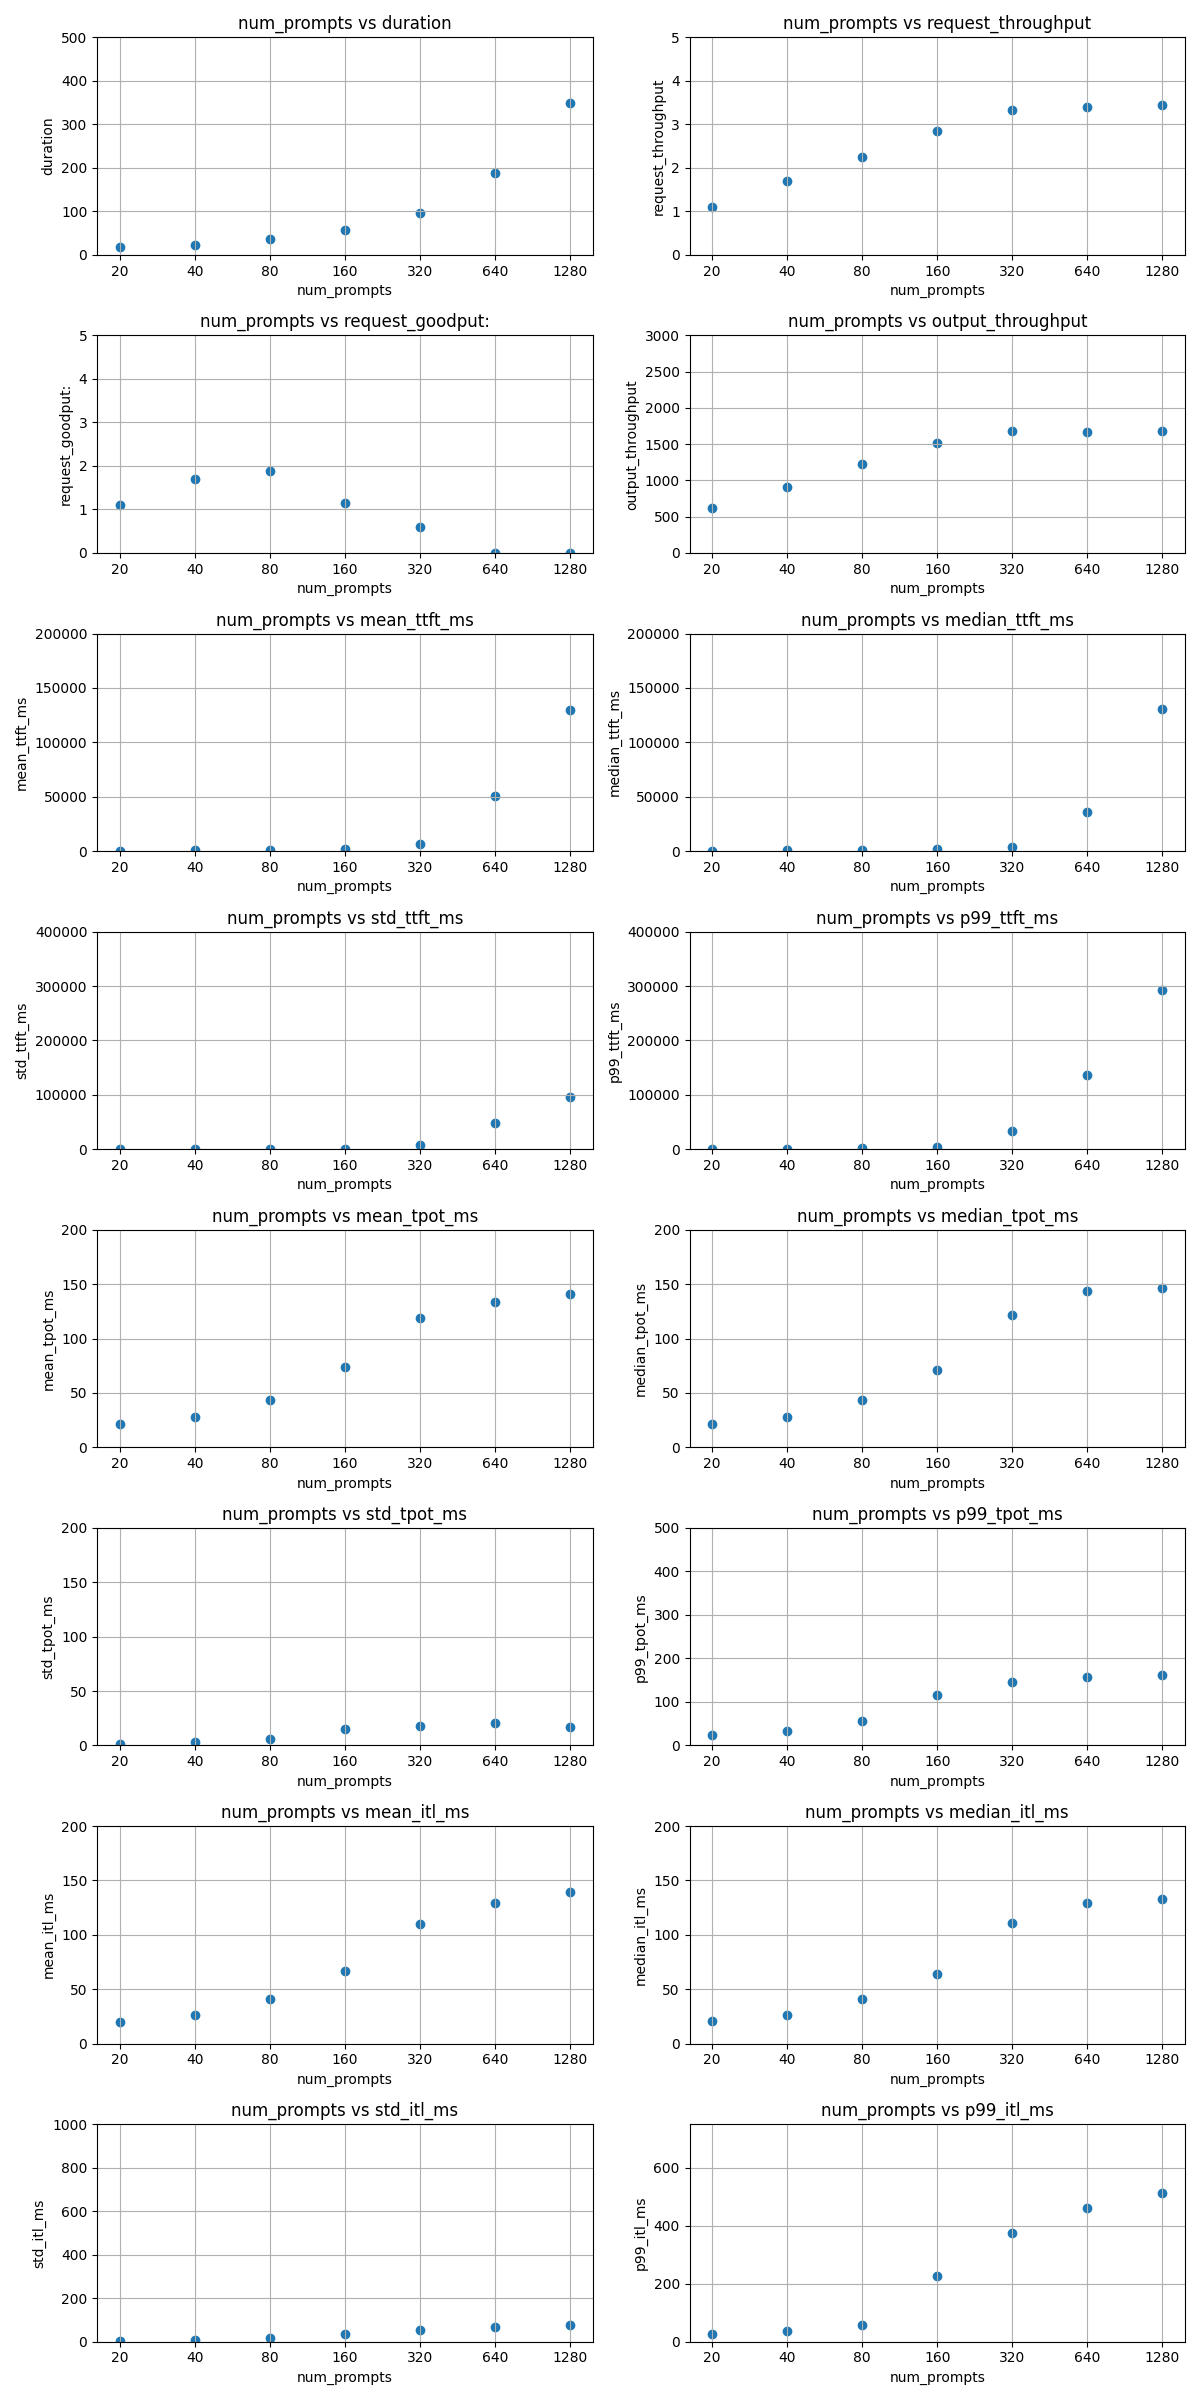 num_prompts vs duration
500
400
300
200
100
0
duration
20 40 80 160 320 640 1280
num_prompts
num_prompts vs request_throughput
5
4
3
2
1
0
request_throughput
20 40 80 160 320 640 1280
num_prompts
num_prompts vs request_goodput:
5
4
3
2
1
0
request_goodput:
20 40 80 160 320 640 1280
num_prompts
num_prompts vs output_throughput
3000
2500
2000
1500
1000
500
0
output_throughput
20 40 80 160 320 640 1280
num_prompts
num_prompts vs mean_ttft_ms
200000
150000
100000
50000
0
mean_ttft_ms
20 40 80 160 320 640 1280
num_prompts
num_prompts vs median_ttft_ms
200000
150000
100000
50000
0
median_ttft_ms
20 40 80 160 320 640 1280
num_prompts
num_prompts vs std_ttft_ms
400000
300000
200000
100000
0
std_ttft_ms
20 40 80 160 320 640 1280
num_prompts
num_prompts vs p99_ttft_ms
400000
300000
200000
100000
0
p99_ttft_ms
20 40 80 160 320 640 1280
num_prompts
num_prompts vs mean_tpot_ms
200
150
100
50
0
mean_tpot_ms
20 40 80 160 320 640 1280
num_prompts
num_prompts vs median_tpot_ms
200
150
100
50
0
median_tpot_ms
20 40 80 160 320 640 1280
num_prompts
num_prompts vs std_tpot_ms
200
150
100
50
0
std_tpot_ms
20 40 80 160 320 640 1280
num_prompts
num_prompts vs p99_tpot_ms
500
400
300
200
100
0
p99_tpot_ms
20 40 80 160 320 640 1280
num_prompts
num_prompts vs mean_itl_ms
200
150
100
50
0
mean_itl_ms
20 40 80 160 320 640 1280
num_prompts
num_prompts vs median_itl_ms
200
150
100
50
0
median_itl_ms
20 40 80 160 320 640 1280
num_prompts
num_prompts vs std_itl_ms
1000
800
600
400
200
0
std_itl_ms
20 40 80 160 320 640 1280
num_prompts
num_prompts vs p99_itl_ms
600
400
200
0
p99_itl_ms
20 40 80 160 320 640 1280
num_prompts